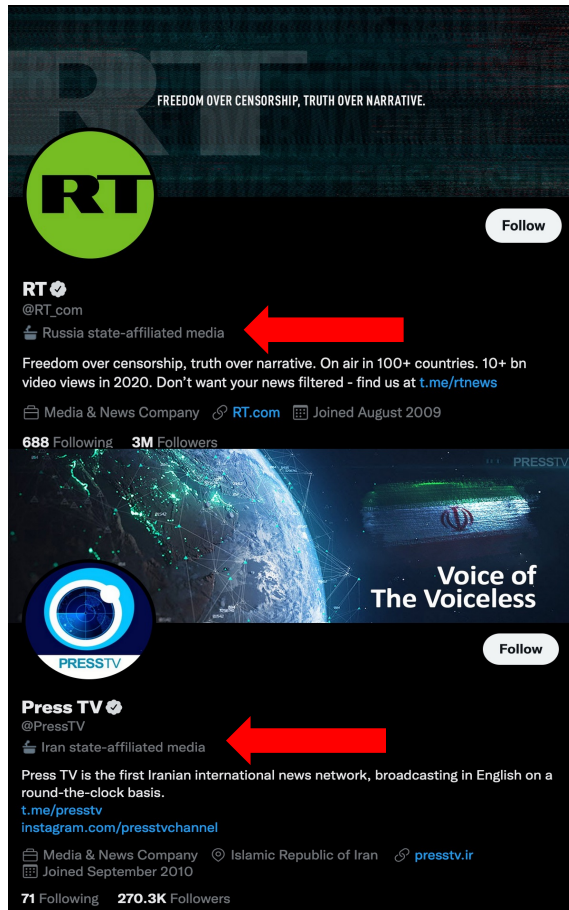 RT
FREEDOM OVER CENSORSHIP, TRUTH OVER NARRATIVE.
RT
Follow
RT
@RT_com
Russia state-affiliated media
Freedom over censorship, truth over narrative. On air in 100+ countries. 10+ bn
video views in 2020. Don't want your news filtered - find us at t.me/rtnews
Media & News Company RT.com Joined August 2009
688 Following 3M Followers
PRESSTV
Voice of
The Voiceless
PRESSTV
Follow
Press TV
@PressTV
Iran state-affiliated media
Press TV is the first Iranian international news network, broadcasting in English on a
round-the-clock basis.
t.me/presstv
instagram.com/presstvchannel
Media & News Company Islamic Republic of Iran presstv.ir
Joined September 2010
71 Following 270.3K Followers